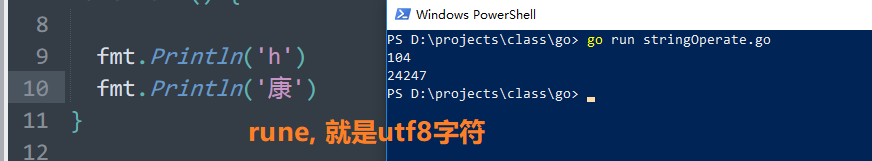 8
9 fmt.Println('h')
10 fmt.Println('康')
11 }
12
Windows PowerShell
PS D:\projects\class\go> go run stringOperate.go
104
24247
PS D:\projects\class\go>
rune, 就是utf8字符